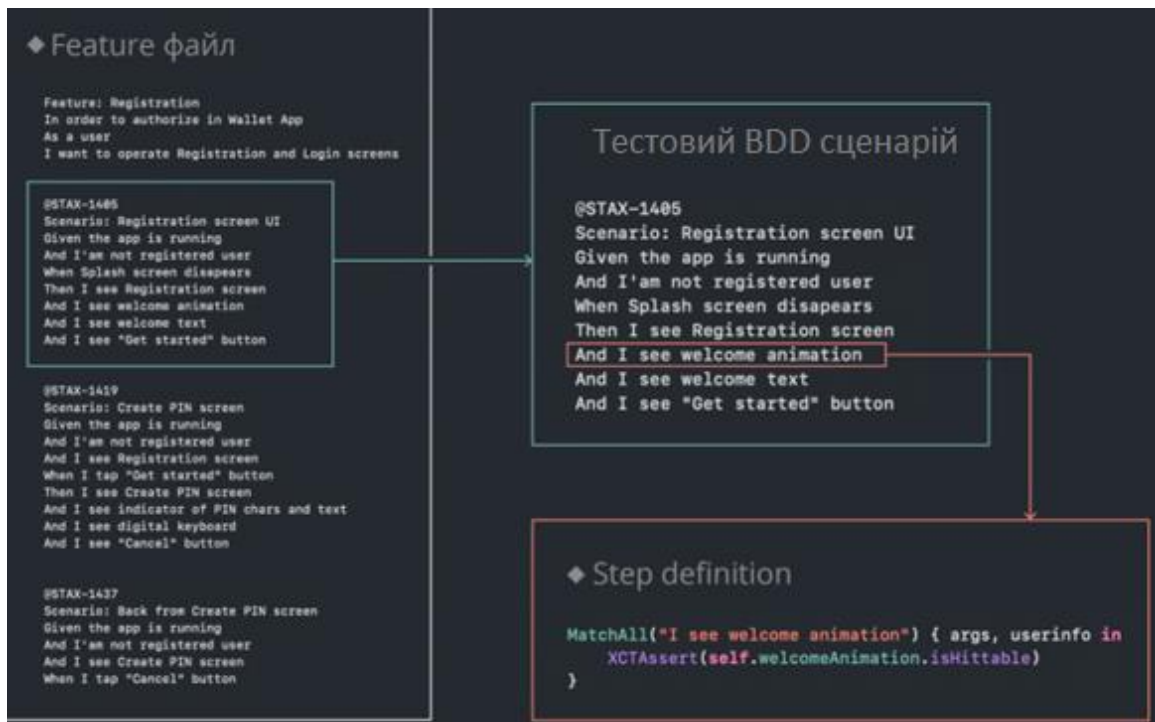 ◆ Feature файл
Feature: Registration
In order to authorize in Wallet App
As a user
I want to operate Registration and Login screens
@STAX-1405
Scenario: Registration screen UI
Given the app is running
And I'am not registered user
When Splash screen disapears
Then I see Registration screen
And I see welcome animation
And I see welcome text
And I see "Get started" button
@STAX-1419
Scenario: Create PIN screen
Given the app is running
And I'am not registered user
And I see Registration screen
When I tap "Get started" button
Then I see Create PIN screen
And I see indicator of PIN chars and text
And I see digital keyboard
And I see "Cancel" button
@STAX-1437
Scenario: Back from Create PIN screen
Given the app is running
And I'am not registered user
And I see Create PIN screen
When I tap "Cancel" button
Тестовий BDD сценарій
@STAX-1405
Scenario: Registration screen UI
Given the app is running
And I'am not registered user
When Splash screen disapears
Then I see Registration screen
And I see welcome animation
And I see welcome text
And I see "Get started" button
◆ Step definition
MatchAll("I see welcome animation") { args, userinfo in
XCTAssert(self.welcomeAnimation.isHittable)
}